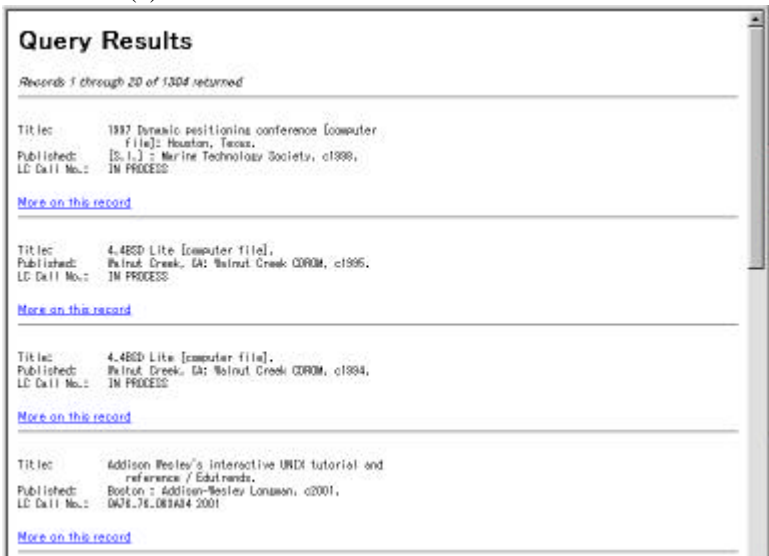 Query Results
Records 1 through 20 of 1304 returned
Title: 1997 Dynamic positioning conference [computer
file]: Houston, Texas.
Published: [S.l.] : Marine Technology Society, c1998.
LC Call No.: IN PROCESS
More on this record
Title: 4.4BSD Lite [computer file].
Published: Walnut Creek, CA: Walnut Creek CDROM, c1995.
LC Call No.: IN PROCESS
More on this record
Title: 4.4BSD Lite [computer file].
Published: Walnut Creek, CA: Walnut Creek CDROM, c1994.
LC Call No.: IN PROCESS
More on this record
Title: Addison Wesley's interactive UNIX tutorial and
reference / Edutrends.
Published: Boston : Addison-Wesley Longman, c2001.
LC Call No.: 2001
More on this record